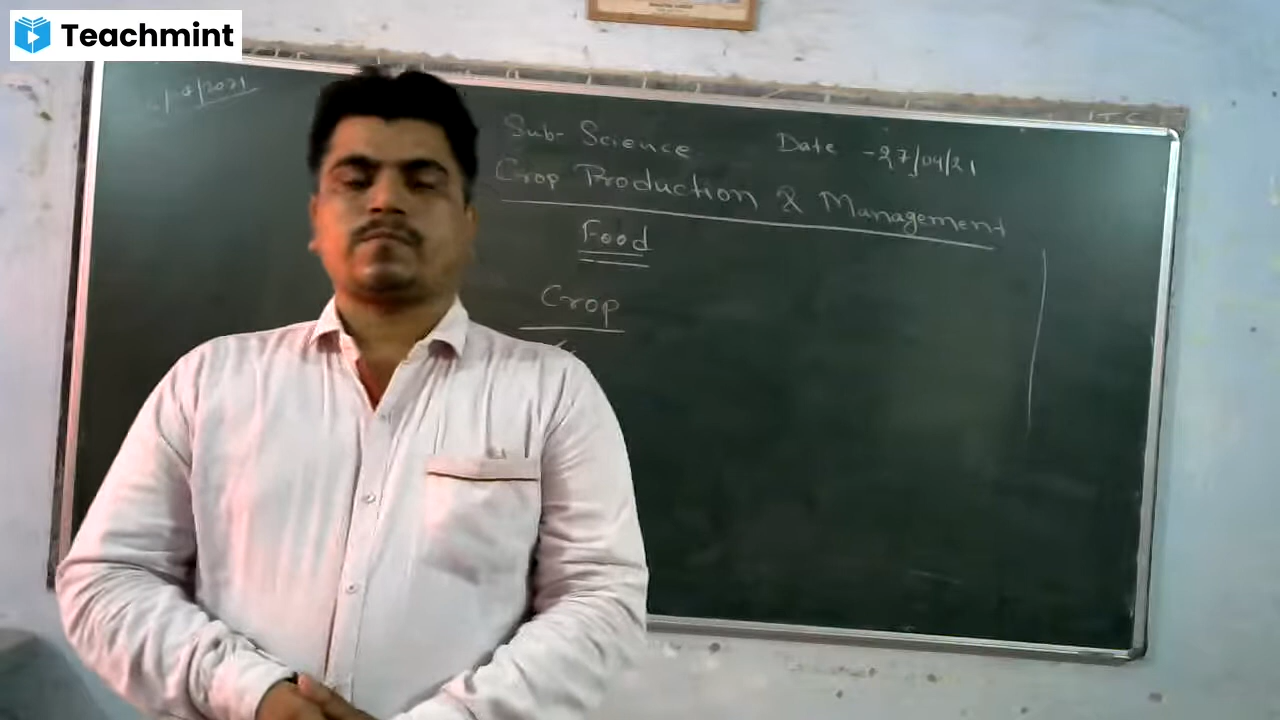 Teachmint
Sub- Science Date - 27/04/21
Crop Production & Management
Food
Crop